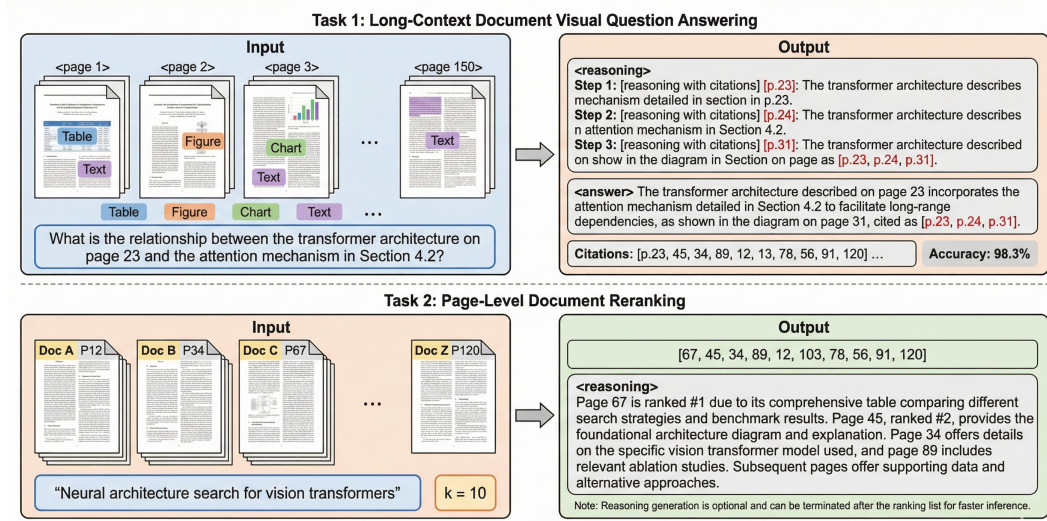 Task 1: Long-Context Document Visual Question Answering
Input
<page 1>
<page 2>
<page 3>
<page 150>
Table
Text
Figure
Chart
Text
...
Text
Table
Figure
Chart
Text
...
What is the relationship between the transformer architecture on
page 23 and the attention mechanism in Section 4.2?
Output
<reasoning>
Step 1: [reasoning with citations] [p.23]: The transformer architecture describes
mechanism detailed in section in p.23.
Step 2: [reasoning with citations] [p.24]: The transformer architecture describes
n attention mechanism in Section 4.2.
Step 3: [reasoning with citations] [p.31]: The transformer architecture described
on show in the diagram in Section on page as [p.23, p.24, p.31].
<answer> The transformer architecture described on page 23 incorporates the
attention mechanism detailed in Section 4.2 to facilitate long-range
dependencies, as shown in the diagram on page 31, cited as [p.23, p.24, p.31].
Citations: [p.23, 45, 34, 89, 12, 13, 78, 56, 91, 120] ...
Accuracy: 98.3%
Task 2: Page-Level Document Reranking
Input
Doc A P12
Doc B P34
Doc C P67
...
Doc Z P120
“Neural architecture search for vision transformers”
k = 10
Output
[67, 45, 34, 89, 12, 103, 78, 56, 91, 120]
<reasoning>
Page 67 is ranked #1 due to its comprehensive table comparing different
search strategies and benchmark results. Page 45, ranked #2, provides the
foundational architecture diagram and explanation. Page 34 offers details
on the specific vision transformer model used, and page 89 includes
relevant ablation studies. Subsequent pages offer supporting data and
alternative approaches.
Note: Reasoning generation is optional and can be terminated after the ranking list for faster inference.